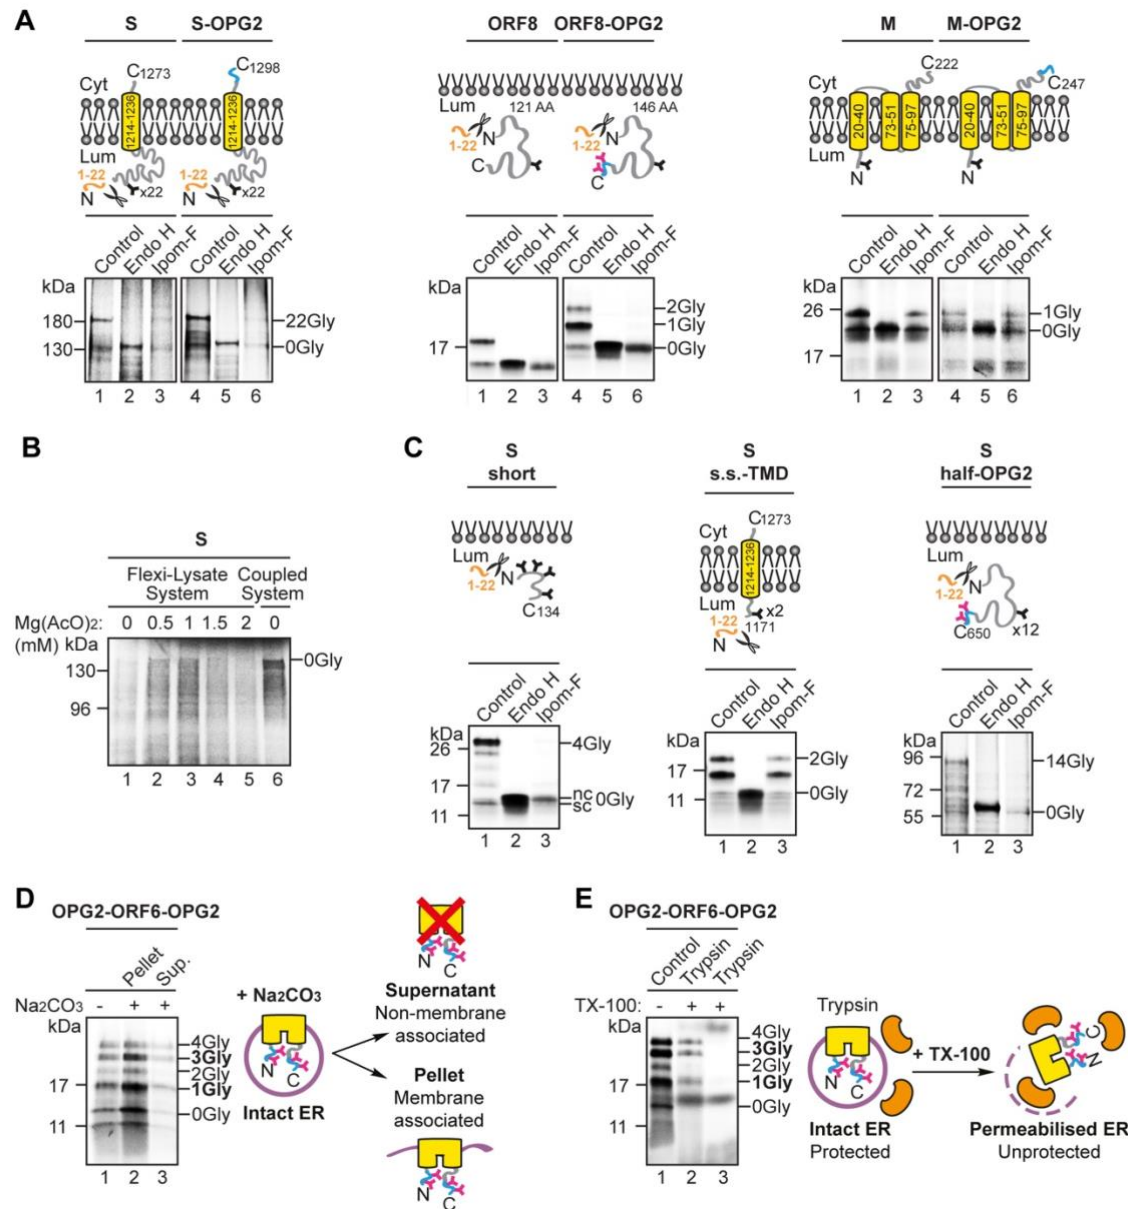 A
S S-OPG2 ORF8 ORF8-OPG2 M M-OPG2
C1273 C1298
Cyt
1214-1236 1214-1236
Lum
1-22 1-22
N x22 N x22
Lum 121 AA 146 AA
1-22 N 1-22 N
C C
C222 C247
Cyt
20-40 73-51 75-97 20-40 73-51 75-97
Lum
N N
Control Endo H Ipom-F Control Endo H Ipom-F
kDa
180 22Gly
130 0Gly
1 2 3 4 5 6
Control Endo H Ipom-F Control Endo H Ipom-F
kDa
2Gly
1Gly
17 0Gly
1 2 3 4 5 6
Control Endo H Ipom-F Control Endo H Ipom-F
kDa
26 1Gly
0Gly
17
1 2 3 4 5 6
B
S
Flexi-Lysate System Coupled System
Mg(AcO)2: 0 0.5 1 1.5 2 0
(mM) kDa
130 0Gly
96
1 2 3 4 5 6
C
S short
S s.s.-TMD
S half-OPG2
Lum
1-22 N
C134
C1273
Cyt
1214-1236
Lum
1-22 x2
N 1171
Lum
N
1-22
C650 x12
Control Endo H Ipom-F
kDa
26 4Gly
17
nc 0Gly
sc
11
1 2 3
Control Endo H Ipom-F
kDa
2Gly
17
11 0Gly
1 2 3
Control Endo H Ipom-F
kDa
96 14Gly
72
55 0Gly
1 2 3
D
OPG2-ORF6-OPG2
Pellet Sup.
Na2CO3 - + +
kDa
4Gly
3Gly
2Gly
17 1Gly
0Gly
11
1 2 3
+ Na2CO3
N C
Intact ER
N C
Supernatant
Non-membrane
associated
Pellet
Membrane
associated
N C
E
OPG2-ORF6-OPG2
Control Trypsin Trypsin
TX-100: - + +
kDa
4Gly
3Gly
2Gly
17 1Gly
0Gly
11
1 2 3
Trypsin
+ TX-100
N C
Intact ER
Protected
C
N
Permeabilised ER
Unprotected